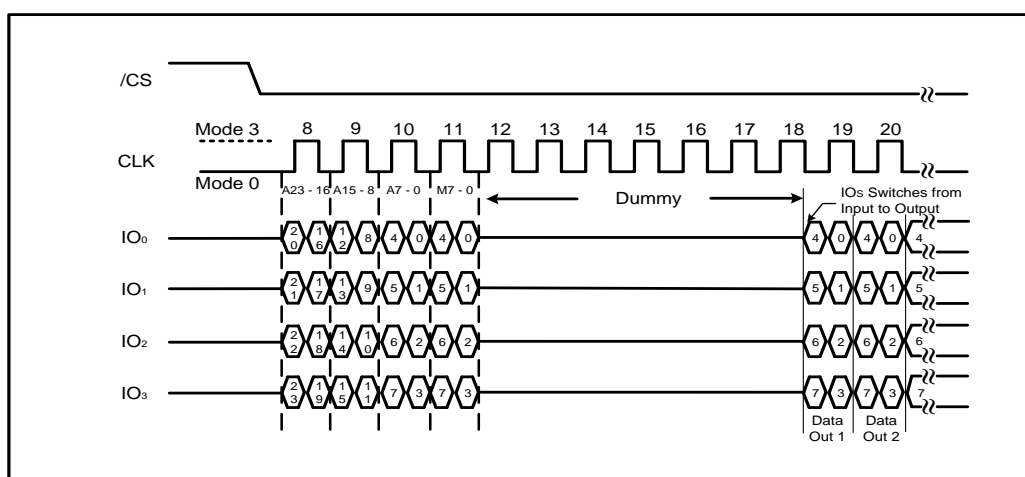 /CS
Mode 3
8 9 10 11 12 13 14 15 16 17 18 19 20
CLK
Mode 0
A23 - 16 A15 - 8 A7 - 0 M7 - 0
Dummy
IOs Switches from
Input to Output
IO0 20 16 12 8 4 0 4 0 4 0 4 0 4
IO1 21 17 13 9 5 1 5 1 5 1 5 1 5
IO2 22 18 14 10 6 2 6 2 6 2 6 2 6
IO3 23 19 15 11 7 3 7 3 7 3 7 3 7
Data Data
Out 1 Out 2